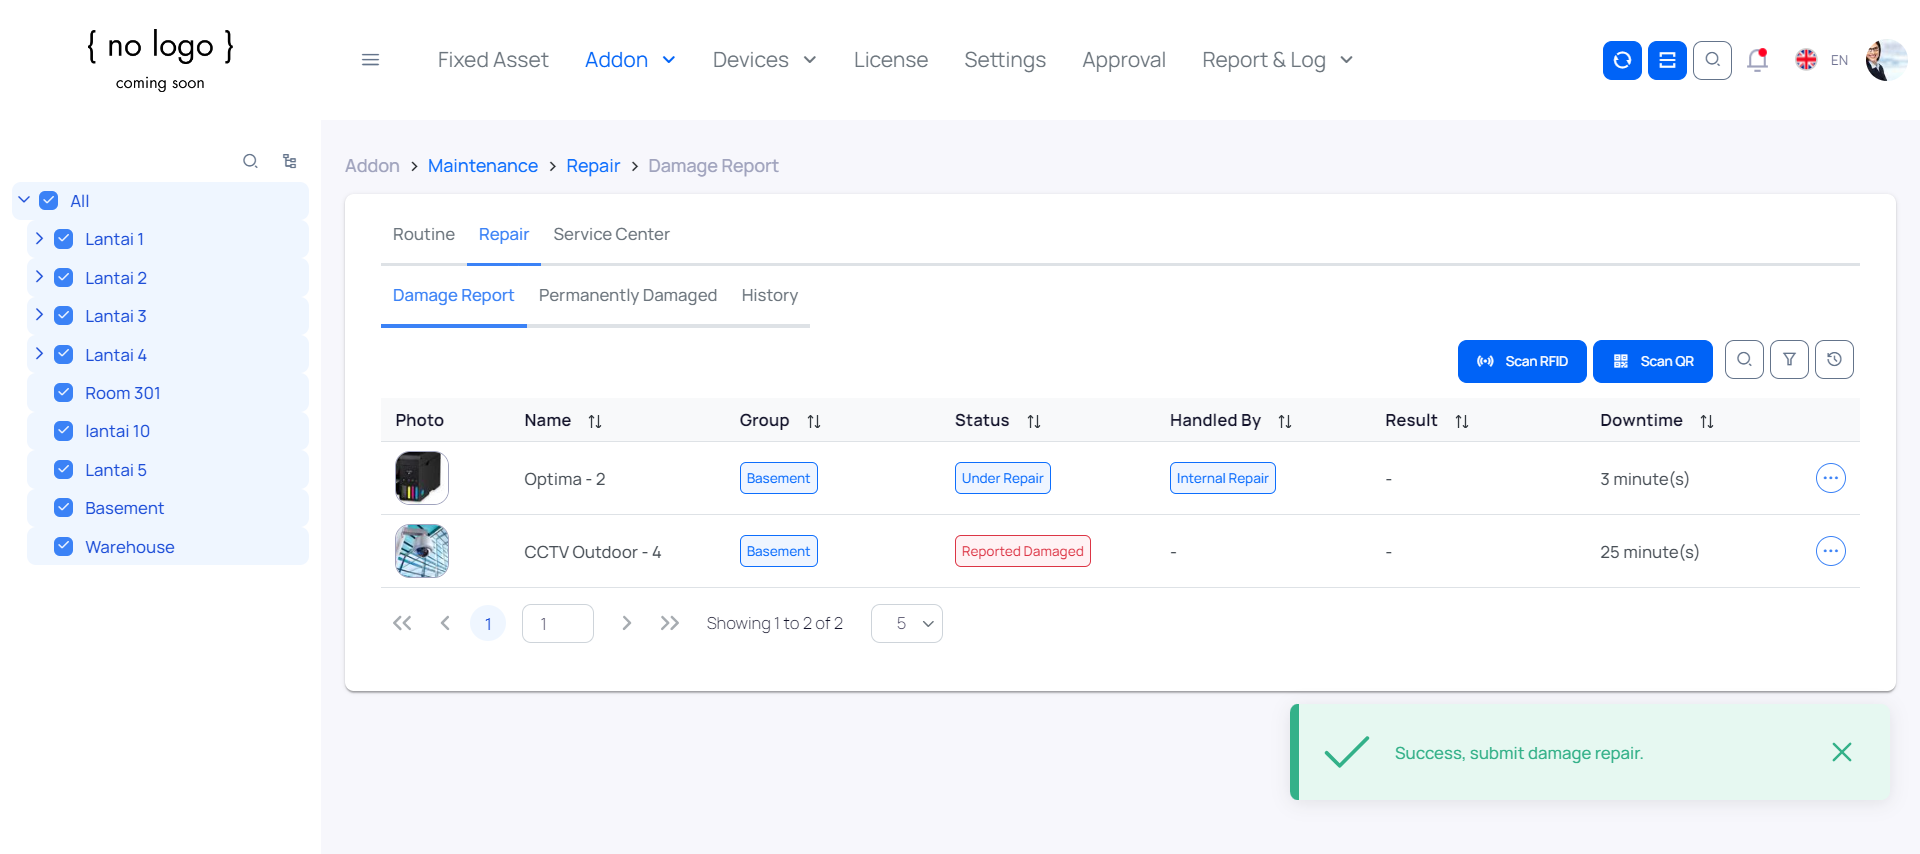 { no logo }
coming soon
Fixed Asset Addon Devices License Settings Approval Report & Log EN
All
Lantai 1
Lantai 2
Lantai 3
Lantai 4
Room 301
lantai 10
Lantai 5
Basement
Warehouse
Addon > Maintenance > Repair > Damage Report
Routine Repair Service Center
Damage Report Permanently Damaged History
Scan RFID Scan QR
Photo Name Group Status Handled By Result Downtime
Optima - 2 Basement Under Repair Internal Repair - 3 minute(s)
CCTV Outdoor - 4 Basement Reported Damaged - - 25 minute(s)
1 1 Showing 1 to 2 of 2 5
Success, submit damage repair.